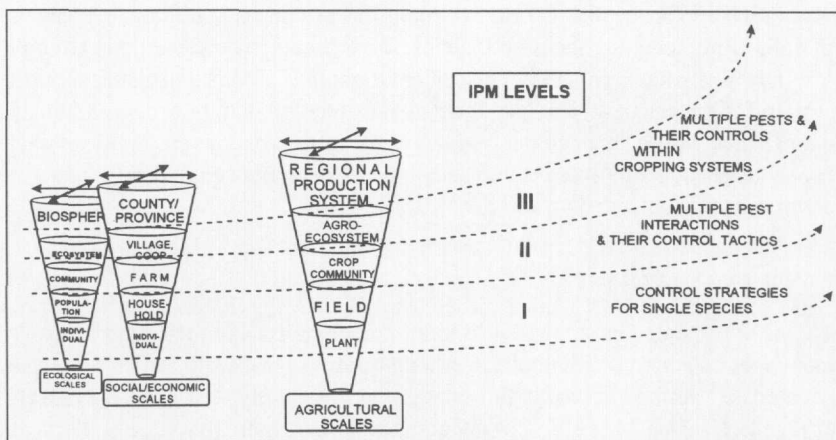 IPM LEVELS
MULTIPLE PESTS &
THEIR CONTROLS
WITHIN
CROPPING SYSTEMS
III
MULTIPLE PEST
INTERACTIONS
& THEIR CONTROL TACTICS
II
CONTROL STRATEGIES
FOR SINGLE SPECIES
I
BIOSPHER
ECOSYSTEM
COMMUNITY
POPULA-
TION
INDIVI-
DUAL
ECOLOGICAL
SCALES
COUNTY/
PROVINCE
VILLAGE,
COOP.
FARM
HOUSE-
HOLD
INDIVI-
DUAL
SOCIAL/ECONOMIC
SCALES
REGIONAL
PRODUCTION
SYSTEM
AGRO-
ECOSYSTEM
CROP
COMMUNITY
FIELD
PLANT
AGRICULTURAL
SCALES